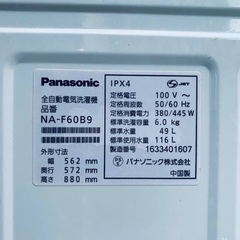 Panasonic
全自動電気洗濯機
品番
NA-F60B9
外形寸法
幅 562 mm
奥行 572 mm
高さ 880 mm
IPX4
JET
定格電圧 100 V～
定格周波数 50/60 Hz
定格消費電力 380/445 W
標準洗濯容量 6.0 kg
標準水量 49 L
標準使用水量 116 L
製造番号 1633401607
パナソニック株式会社
中国製